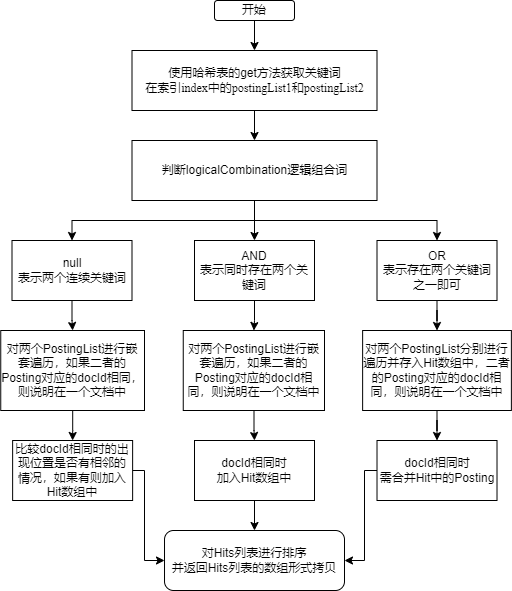 开始
使用哈希表的get方法获取关键词
在索引index中的postingList1和postingList2
判断logicalCombination逻辑组合词
null
表示两个连续关键词
AND
表示同时存在两个关
键词
OR
表示存在两个关键词
之一即可
对两个PostingList进行嵌
套遍历，如果二者的
Posting对应的docId相同，
则说明在一个文档中
对两个PostingList进行嵌
套遍历，如果二者的
Posting对应的docId相
同，则说明在一个文档中
对两个PostingList分别进行
遍历并存入Hit数组中，二者
的Posting对应的docId相
同，则说明在一个文档中
比较docId相同时的出
现位置是否有相邻的
情况，如果有则加入
Hit数组中
docId相同时
加入Hit数组中
docId相同时
需合并Hit中的Posting
对Hits列表进行排序
并返回Hits列表的数组形式拷贝